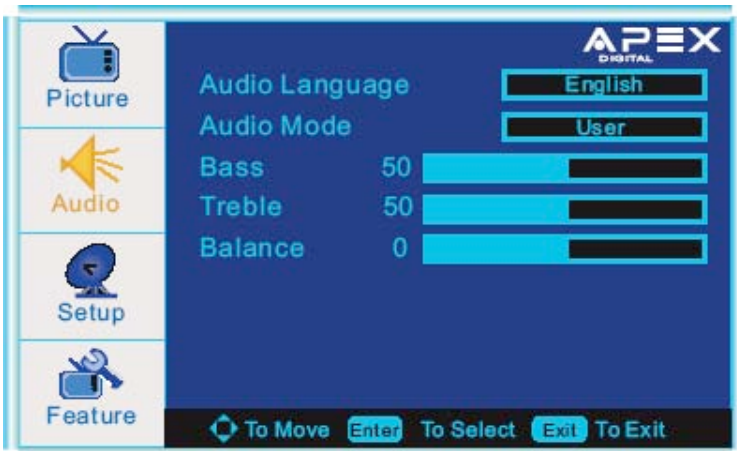 Picture
Audio
Setup
Feature
APEX
DIGITAL
Audio Language English
Audio Mode User
Bass 50
Treble 50
Balance 0
To Move Enter To Select Exit To Exit